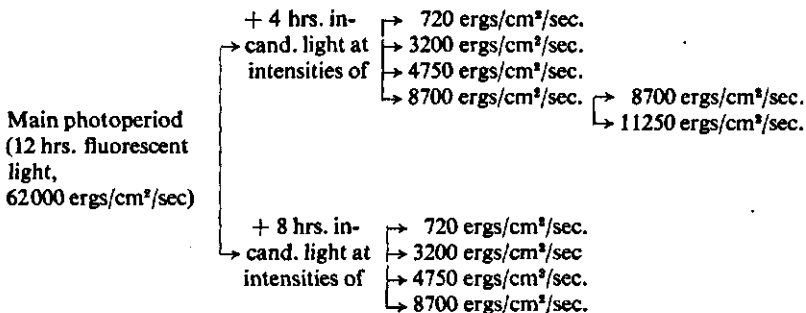 + 4 hrs. in-
cand. light at
intensities of
720 ergs/cm²/sec.
3200 ergs/cm²/sec.
4750 ergs/cm²/sec.
8700 ergs/cm²/sec.
8700 ergs/cm²/sec.
11250 ergs/cm²/sec.
Main photoperiod
(12 hrs. fluorescent
light,
62000 ergs/cm²/sec)
+ 8 hrs. in-
cand. light at
intensities of
720 ergs/cm²/sec.
3200 ergs/cm²/sec
4750 ergs/cm²/sec.
8700 ergs/cm²/sec.